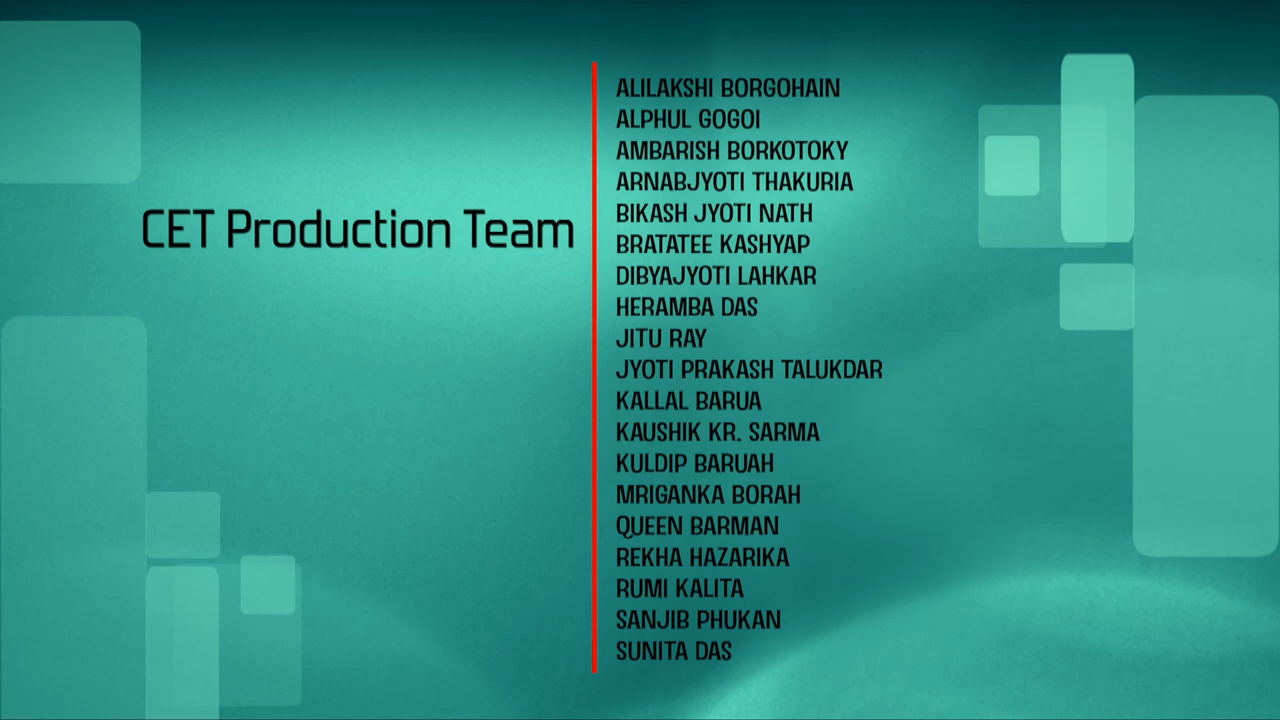 CET Production Team
ALILAKSHI BORGOHAIN
ALPHUL GOGOI
AMBARISH BORKOTOKY
ARNABJYOTI THAKURIA
BIKASH JYOTI NATH
BRATATEE KASHYAP
DIBYAJYOTI LAHKAR
HERAMBA DAS
JITU RAY
JYOTI PRAKASH TALUKDAR
KALLAL BARUA
KAUSHIK KR. SARMA
KULDIP BARUAH
MRIGANKA BORAH
QUEEN BARMAN
REKHA HAZARIKA
RUMI KALITA
SANJIB PHUKAN
SUNITA DAS